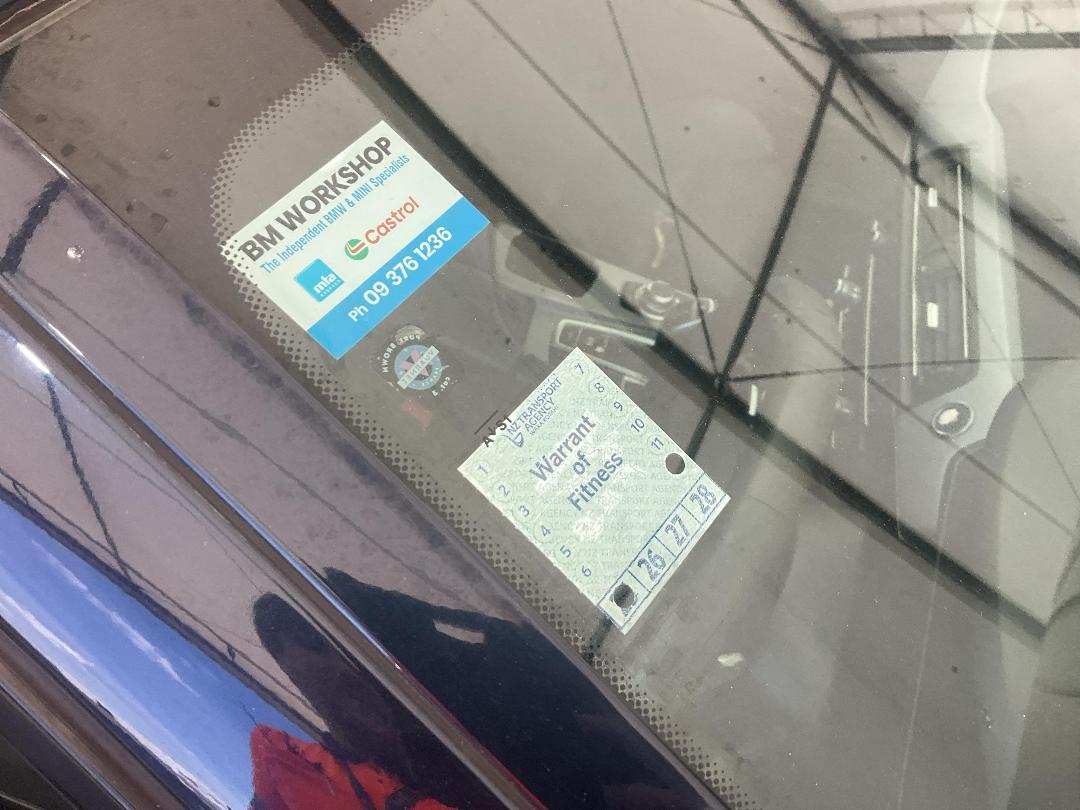 BM WORKSHOP
The Independent BMW & MINI Specialists
Castrol
mta
Ph 09 376 1236
NZ TRANSPORT
AGENCY
Warrant
of
Fitness
1
2
3
4
5
6
7
8
9
10
11
26 27 28